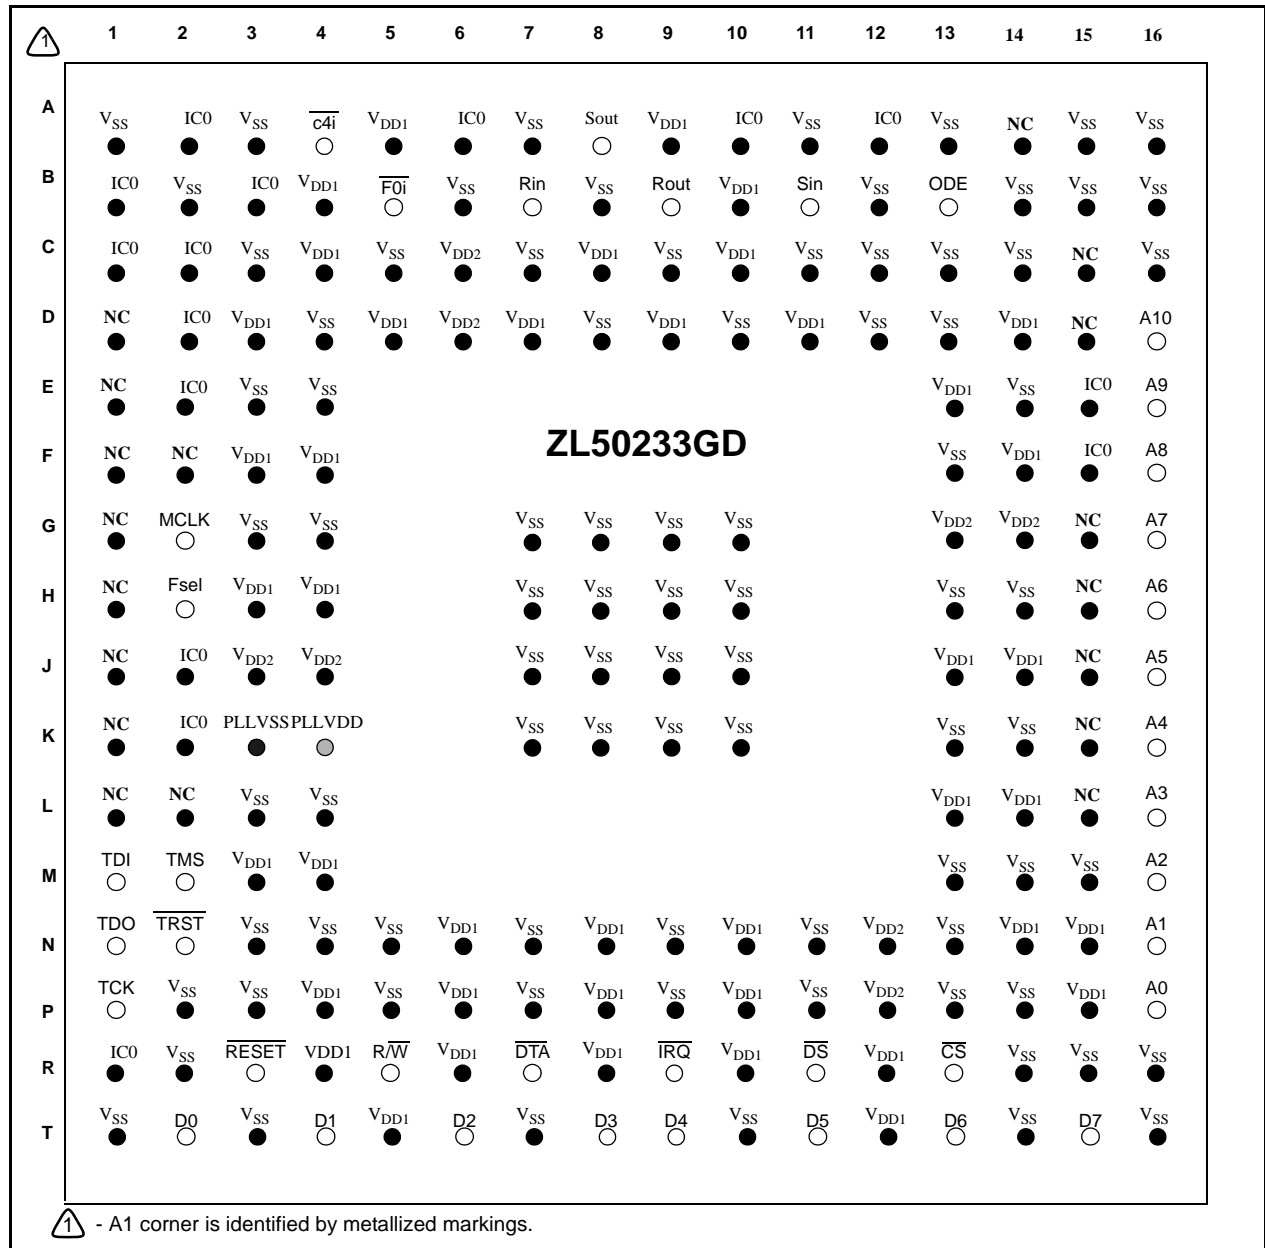 1 1 2 3 4 5 6 7 8 9 10 11 12 13 14 15 16
A VSS IC0 VSS c4i VDD1 IC0 VSS Sout VDD1 IC0 VSS IC0 VSS NC VSS VSS
B IC0 VSS IC0 VDD1 F0i VSS Rin VSS Rout VDD1 Sin VSS ODE VSS VSS VSS
C IC0 IC0 VSS VDD1 VSS VDD2 VSS VDD1 VSS VDD1 VSS VSS VSS VSS NC VSS
D NC IC0 VDD1 VSS VDD1 VDD2 VDD1 VSS VDD1 VSS VDD1 VSS VSS VDD1 NC A10
E NC IC0 VSS VSS VDD1 VSS IC0 A9
ZL50233GD
F NC NC VDD1 VDD1 VSS VDD1 IC0 A8
G NC MCLK VSS VSS VSS VSS VSS VSS VDD2 VDD2 NC A7
H NC Fsel VDD1 VDD1 VSS VSS VSS VSS VSS VSS NC A6
J NC IC0 VDD2 VDD2 VSS VSS VSS VSS VDD1 VDD1 NC A5
K NC IC0 PLLVSS PLLVDD VSS VSS VSS VSS VSS VSS NC A4
L NC NC VSS VSS VDD1 VDD1 NC A3
M TDI TMS VDD1 VDD1 VSS VSS VSS A2
N TDO TRST VSS VSS VSS VDD1 VSS VDD1 VSS VDD1 VSS VDD2 VSS VDD1 VDD1 A1
P TCK VSS VSS VDD1 VSS VDD1 VSS VDD1 VSS VDD1 VSS VDD2 VSS VSS VDD1 A0
R IC0 VSS RESET VDD1 R/W VDD1 DTA VDD1 IRQ VDD1 DS VDD1 CS VSS VSS VSS
T VSS D0 VSS D1 VDD1 D2 VSS D3 D4 VSS D5 VDD1 D6 VSS D7 VSS
1 - A1 corner is identified by metallized markings.